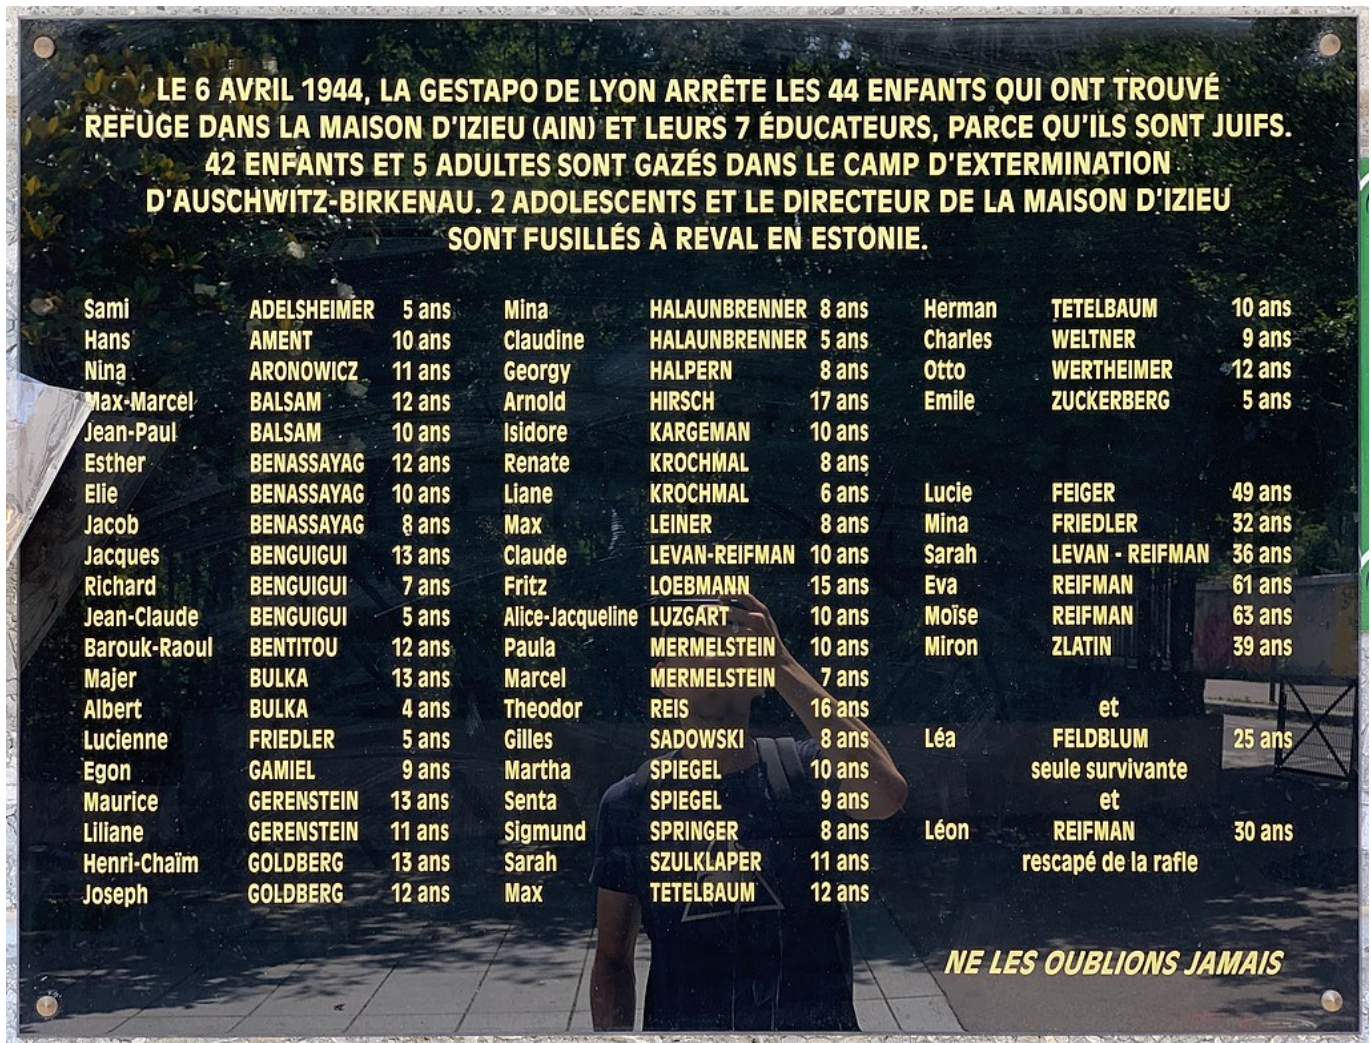 LE 6 AVRIL 1944, LA GESTAPO DE LYON ARRÊTE LES 44 ENFANTS QUI ONT TROUVÉ
REFUGE DANS LA MAISON D'IZIEU (AIN) ET LEURS 7 ÉDUCATEURS, PARCE QU'ILS SONT JUIFS.
42 ENFANTS ET 5 ADULTES SONT GAZÉS DANS LE CAMP D'EXTERMINATION
D'AUSCHWITZ-BIRKENAU. 2 ADOLESCENTS ET LE DIRECTEUR DE LA MAISON D'IZIEU
SONT FUSILLÉS À REVAL EN ESTONIE.
Sami ADELSHEIMER 5 ans
Hans AMENT 10 ans
Nina ARONOWICZ 11 ans
Max-Marcel BALSAM 12 ans
Jean-Paul BALSAM 10 ans
Esther BENASSAYAG 12 ans
Elie BENASSAYAG 10 ans
Jacob BENASSAYAG 8 ans
Jacques BENGUIGUI 13 ans
Richard BENGUIGUI 7 ans
Jean-Claude BENGUIGUI 5 ans
Barouk-Raoul BENTITOU 12 ans
Majer BULKA 13 ans
Albert BULKA 4 ans
Lucienne FRIEDLER 5 ans
Egon GAMIEL 9 ans
Maurice GERENSTEIN 13 ans
Liliane GERENSTEIN 11 ans
Henri-Chaïm GOLDBERG 13 ans
Joseph GOLDBERG 12 ans
Mina HALAUNBRENNER 8 ans
Claudine HALAUNBRENNER 5 ans
Georgy HALPERN 8 ans
Arnold HIRSCH 17 ans
Isidore KARGEMAN 10 ans
Renate KROCHMAL 8 ans
Liane KROCHMAL 6 ans
Max LEINER 8 ans
Claude LEVAN-REIFMAN 10 ans
Fritz LOEBMANN 15 ans
Alice-Jacqueline LUZGART 10 ans
Paula MERMELSTEIN 10 ans
Marcel MERMELSTEIN 7 ans
Theodor REIS 16 ans
Gilles SADOWSKI 8 ans
Martha SPIEGEL 10 ans
Senta SPIEGEL 9 ans
Sigmund SPRINGER 8 ans
Sarah SZULKLAPER 11 ans
Max TETELBAUM 12 ans
Herman TETELBAUM 10 ans
Charles WELTNER 9 ans
Otto WERTHEIMER 12 ans
Emile ZUCKERBERG 5 ans
Lucie FEIGER 49 ans
Mina FRIEDLER 32 ans
Sarah LEVAN - REIFMAN 36 ans
Eva REIFMAN 61 ans
Moïse REIFMAN 63 ans
Miron ZLATIN 39 ans
et
Léa FELDBLUM 25 ans
seule survivante
et
Léon REIFMAN 30 ans
rescapé de la rafle
NE LES OUBLIONS JAMAIS